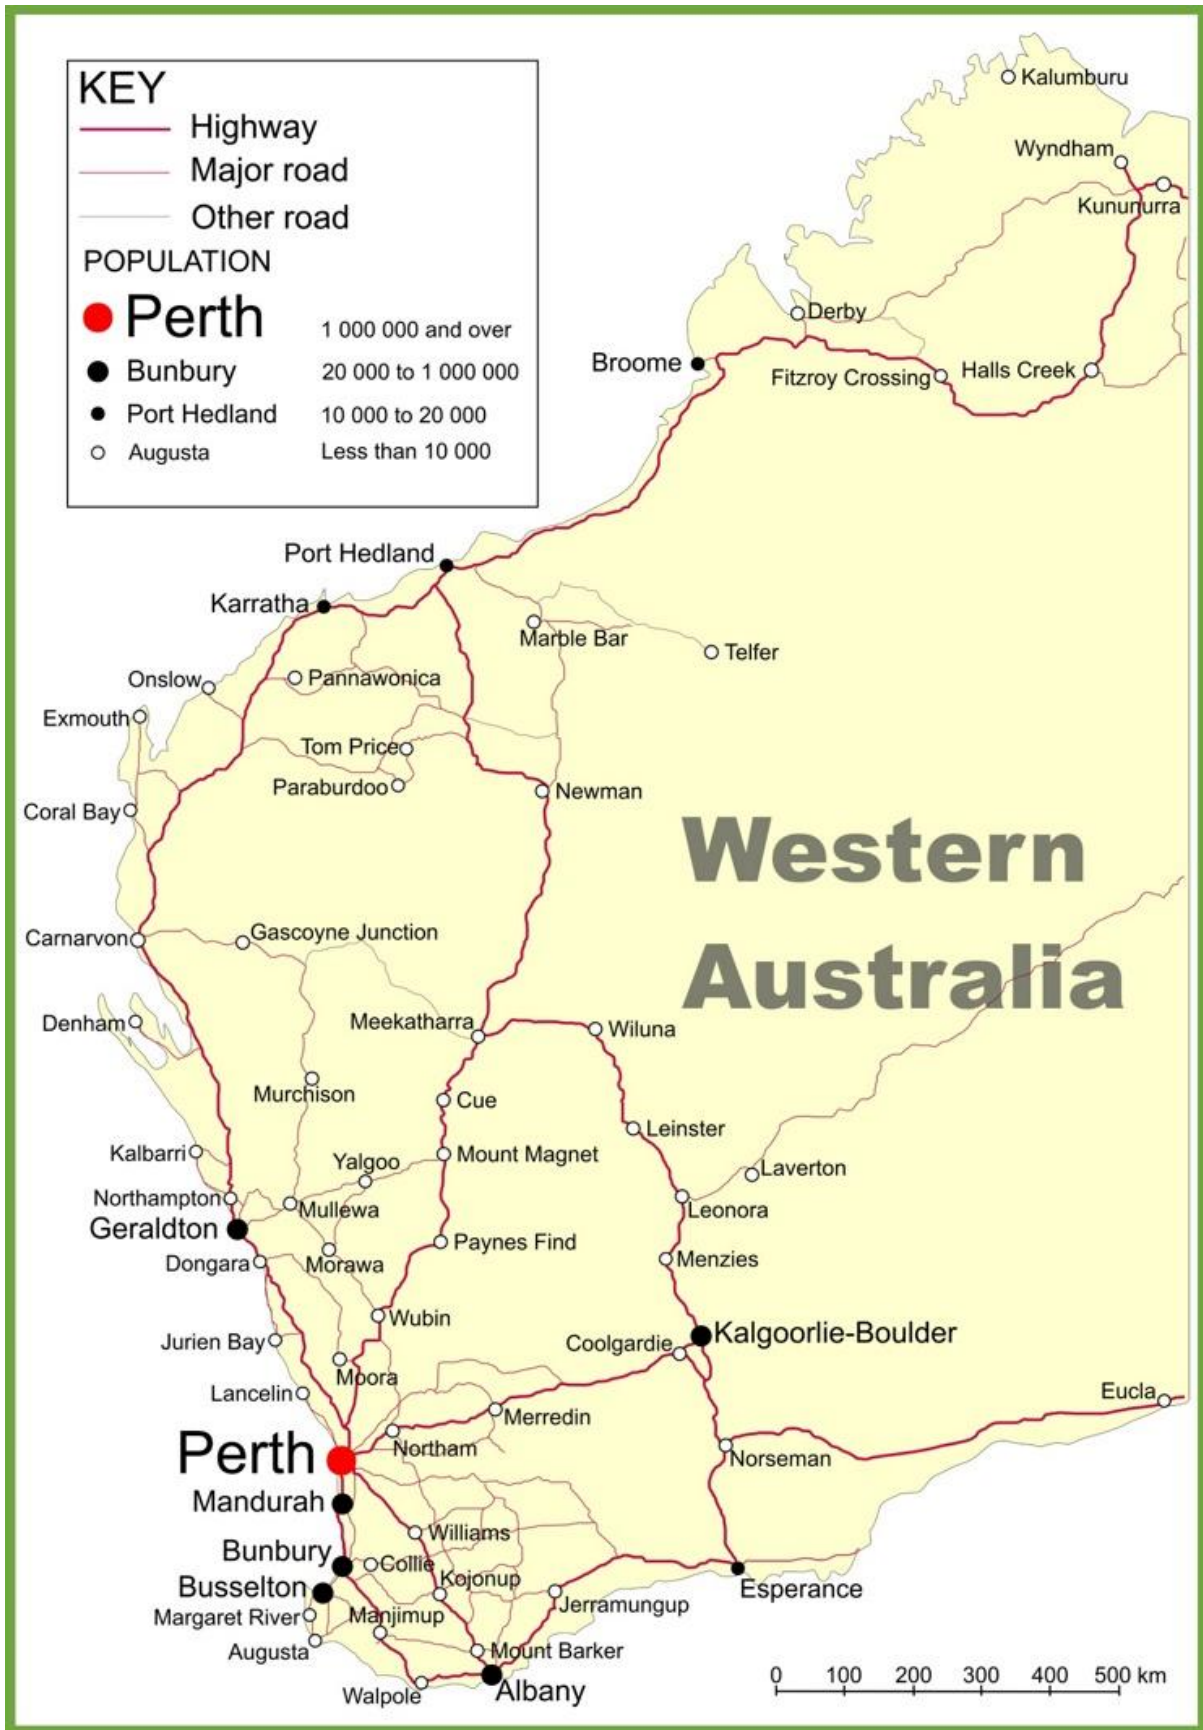 KEY
Highway
Major road
Other road
POPULATION
Perth 1 000 000 and over
Bunbury 20 000 to 1 000 000
Port Hedland 10 000 to 20 000
Augusta Less than 10 000
Kalumburu
Wyndham
Kununurra
Derby
Broome
Fitzroy Crossing
Halls Creek
Port Hedland
Karratha
Marble Bar
Telfer
Onslow
Pannawonica
Exmouth
Tom Price
Paraburdoo
Newman
Coral Bay
Western
Australia
Carnarvon
Gascoyne Junction
Denham
Meekatharra
Wiluna
Murchison
Cue
Leinster
Kalbarri
Yalgoo
Mount Magnet
Laverton
Northampton
Mullewa
Leonora
Geraldton
Dongara
Morawa
Paynes Find
Menzies
Wubin
Jurien Bay
Coolgardie
Kalgoorlie-Boulder
Moora
Lancelin
Merredin
Eucla
Perth
Northam
Norseman
Mandurah
Williams
Bunbury
Collie
Busselton
Kojonup
Esperance
Margaret River
Manjimup
Jerramungup
Augusta
Mount Barker
Walpole
Albany
0 100 200 300 400 500 km